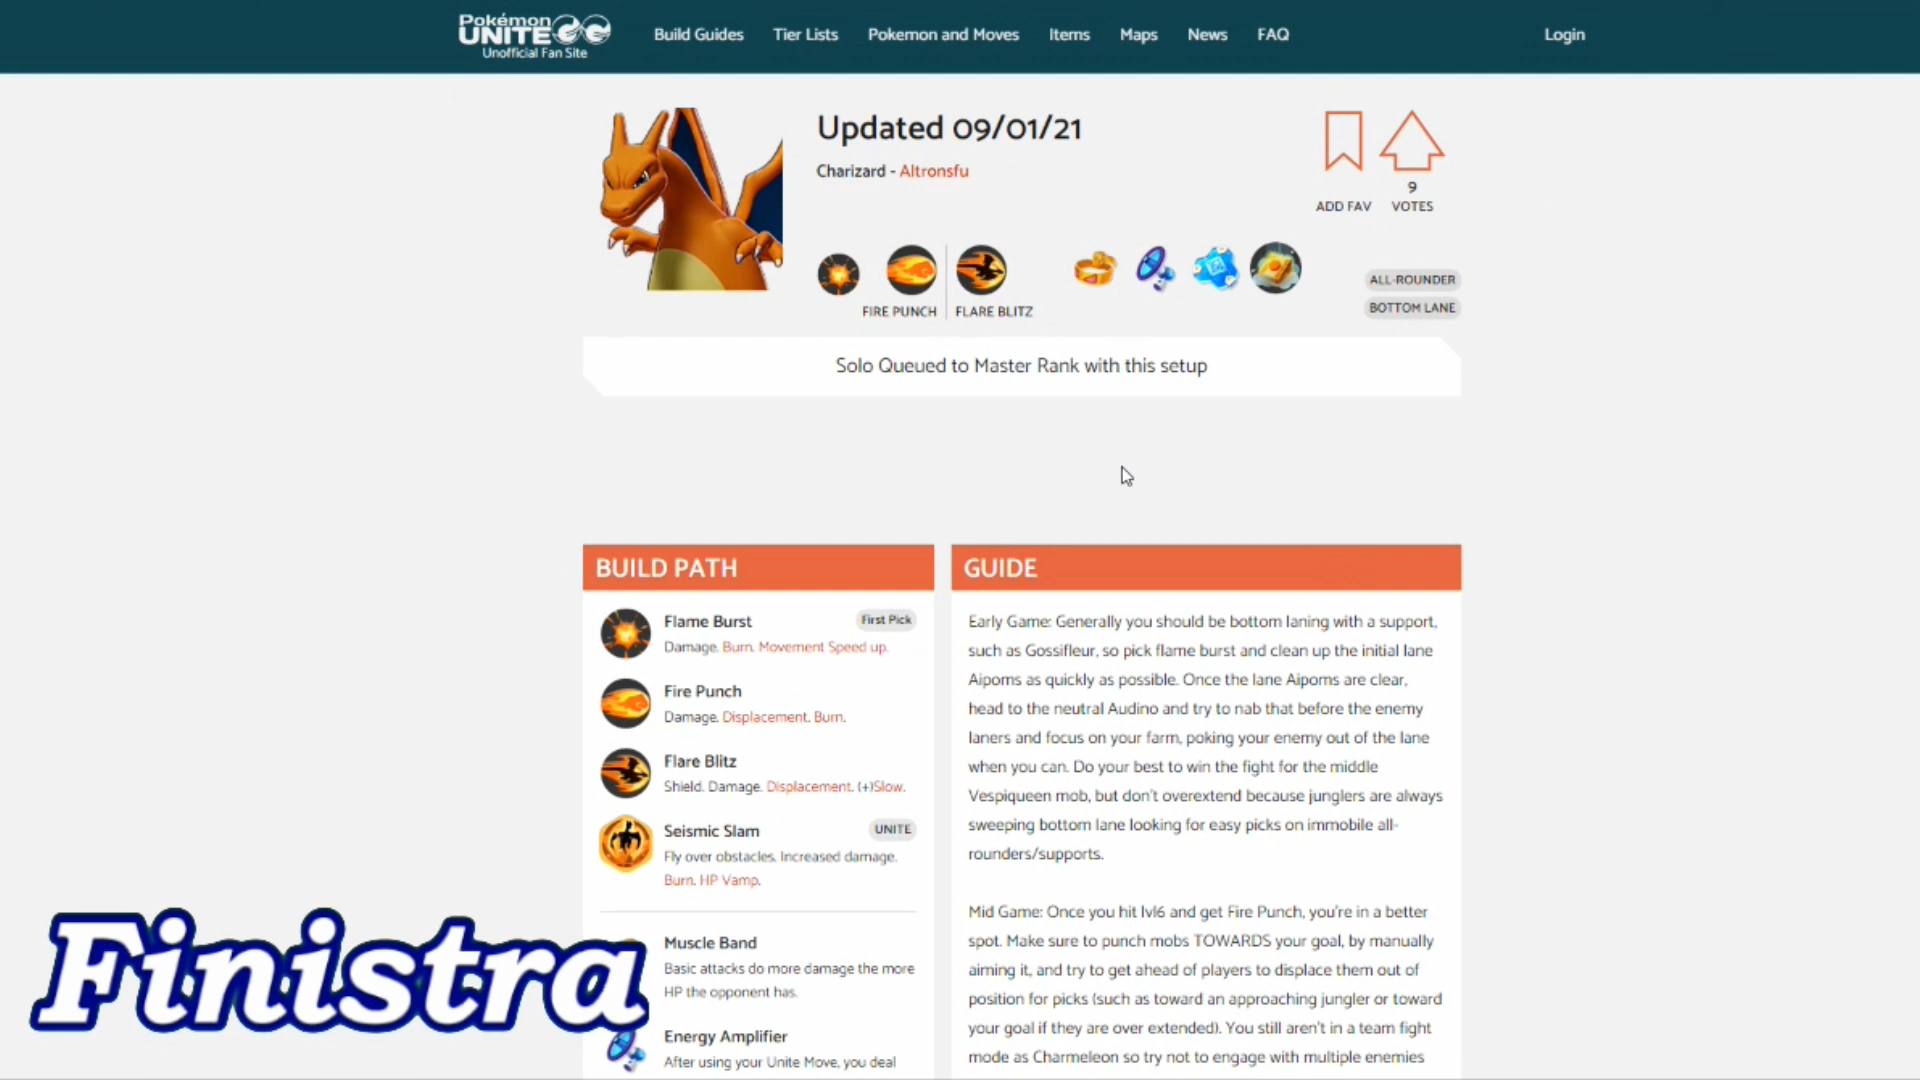 Pokémon
UNITE
Unofficial Fan Site
Build Guides Tier Lists Pokemon and Moves Items Maps News FAQ Login
Updated 09/01/21
Charizard - Altronsfu
9
ADD FAV VOTES
FIRE PUNCH FLARE BLITZ
ALL-ROUNDER
BOTTOM LANE
Solo Queued to Master Rank with this setup
BUILD PATH
Flame Burst First Pick
Damage. Burn. Movement Speed up.
Fire Punch
Damage. Displacement. Burn.
Flare Blitz
Shield. Damage. Displacement. (+)Slow.
Seismic Slam UNITE
Fly over obstacles. Increased damage.
Burn. HP Vamp.
Muscle Band
Basic attacks do more damage the more
HP the opponent has.
Energy Amplifier
After using your Unite Move, you deal
GUIDE
Early Game: Generally you should be bottom laning with a support,
such as Gossifleur, so pick flame burst and clean up the initial lane
Aipoms as quickly as possible. Once the lane Aipoms are clear,
head to the neutral Audino and try to nab that before the enemy
laners and focus on your farm, poking your enemy out of the lane
when you can. Do your best to win the fight for the middle
Vespiqueen mob, but don't overextend because junglers are always
sweeping bottom lane looking for easy picks on immobile all-
rounders/supports.
Mid Game: Once you hit lvl6 and get Fire Punch, you're in a better
spot. Make sure to punch mobs TOWARDS your goal, by manually
aiming it, and try to get ahead of players to displace them out of
position for picks (such as toward an approaching jungler or toward
your goal if they are over extended). You still aren't in a team fight
mode as Charmeleon so try not to engage with multiple enemies
Finistra